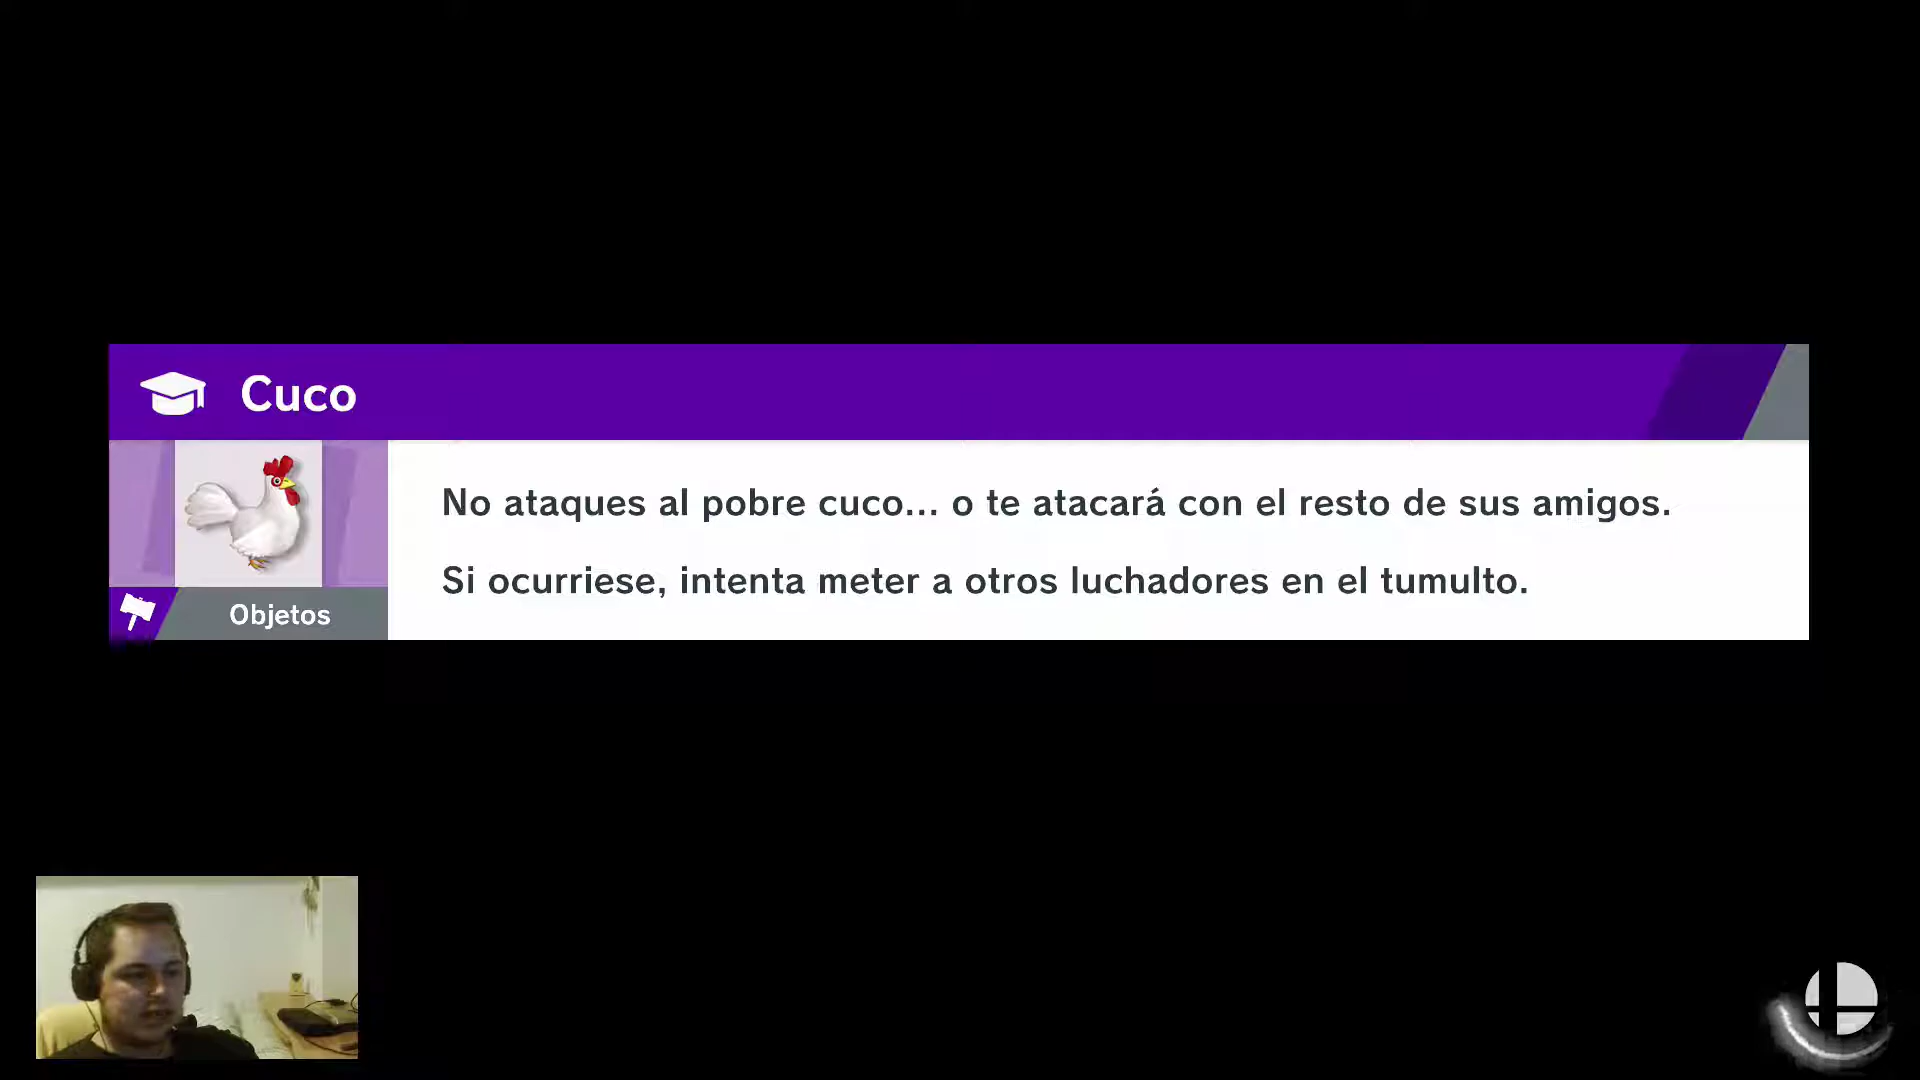 Cuco
No ataques al pobre cuco... o te atacará con el resto de sus amigos.
Si ocurriese, intenta meter a otros luchadores en el tumulto.
Objetos